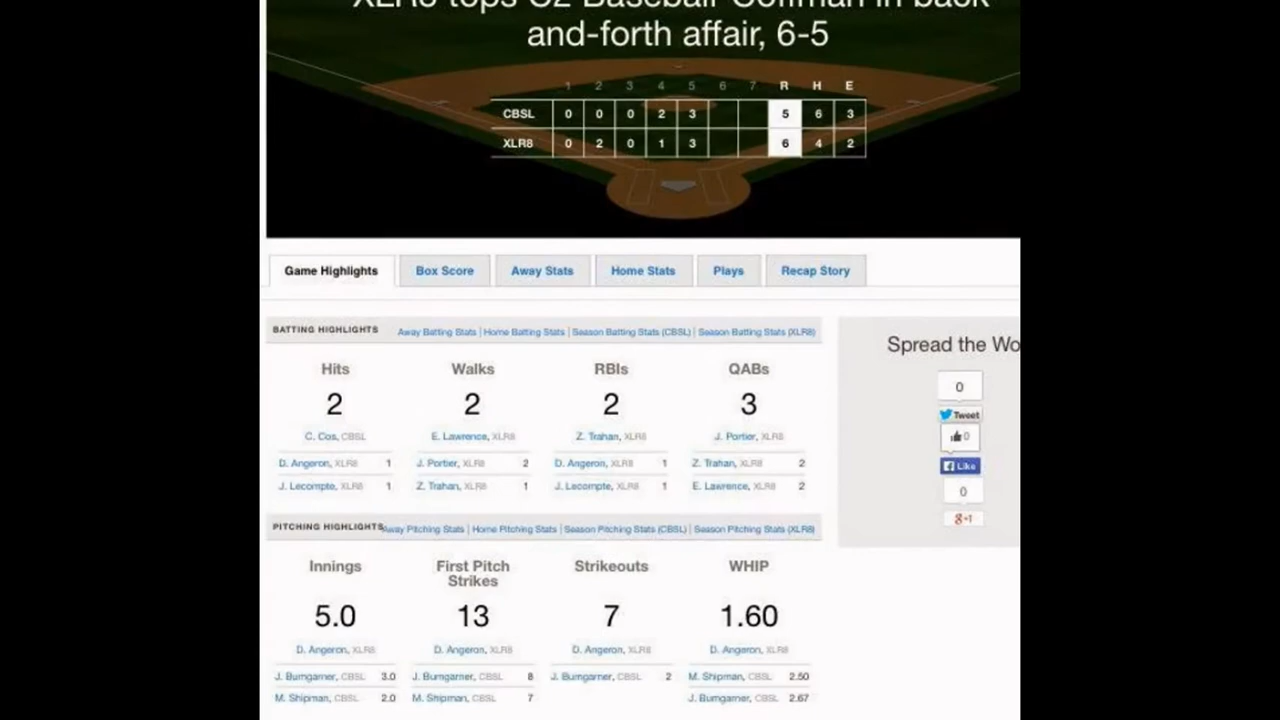 XLR8 tops C2 Baseball Coffman in back-
and-forth affair, 6-5
1 2 3 4 5 6 7 R H E
CBSL 0 0 0 2 3 5 6 3
XLR8 0 2 0 1 3 6 4 2
Game Highlights Box Score Away Stats Home Stats Plays Recap Story
BATTING HIGHLIGHTS Away Batting Stats | Home Batting Stats | Season Batting Stats (CBSL) | Season Batting Stats (XLR8)
Spread the Wo
Hits Walks RBIs QABs
2 2 2 3
0
Tweet
C. Cos, CBSL E. Lawrence, XLR8 Z. Trahan, XLR8 J. Portier, XLR8
0
D. Angeron, XLR8 1 J. Portier, XLR8 2 D. Angeron, XLR8 1 Z. Trahan, XLR8 2
Like
J. Lecompte, XLR8 1 Z. Trahan, XLR8 1 J. Lecompte, XLR8 1 E. Lawrence, XLR8 2
0
g+1
PITCHING HIGHLIGHTS Away Pitching Stats | Home Pitching Stats | Season Pitching Stats (CBSL) | Season Pitching Stats (XLR8)
Innings First Pitch Strikeouts WHIP
Strikes
5.0 13 7 1.60
D. Angeron, XLR8 D. Angeron, XLR8 D. Angeron, XLR8 D. Angeron, XLR8
J. Bumgarner, CBSL 3.0 J. Bumgarner, CBSL 8 J. Bumgarner, CBSL 2 M. Shipman, CBSL 2.50
M. Shipman, CBSL 2.0 M. Shipman, CBSL 7 J. Bumgarner, CBSL 2.67